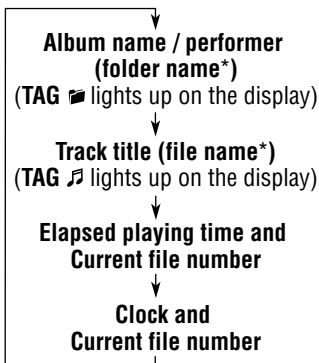 Album name / performer
(folder name*)
(TAG lights up on the display)
Track title (file name*)
(TAG lights up on the display)
Elapsed playing time and
Current file number
Clock and
Current file number